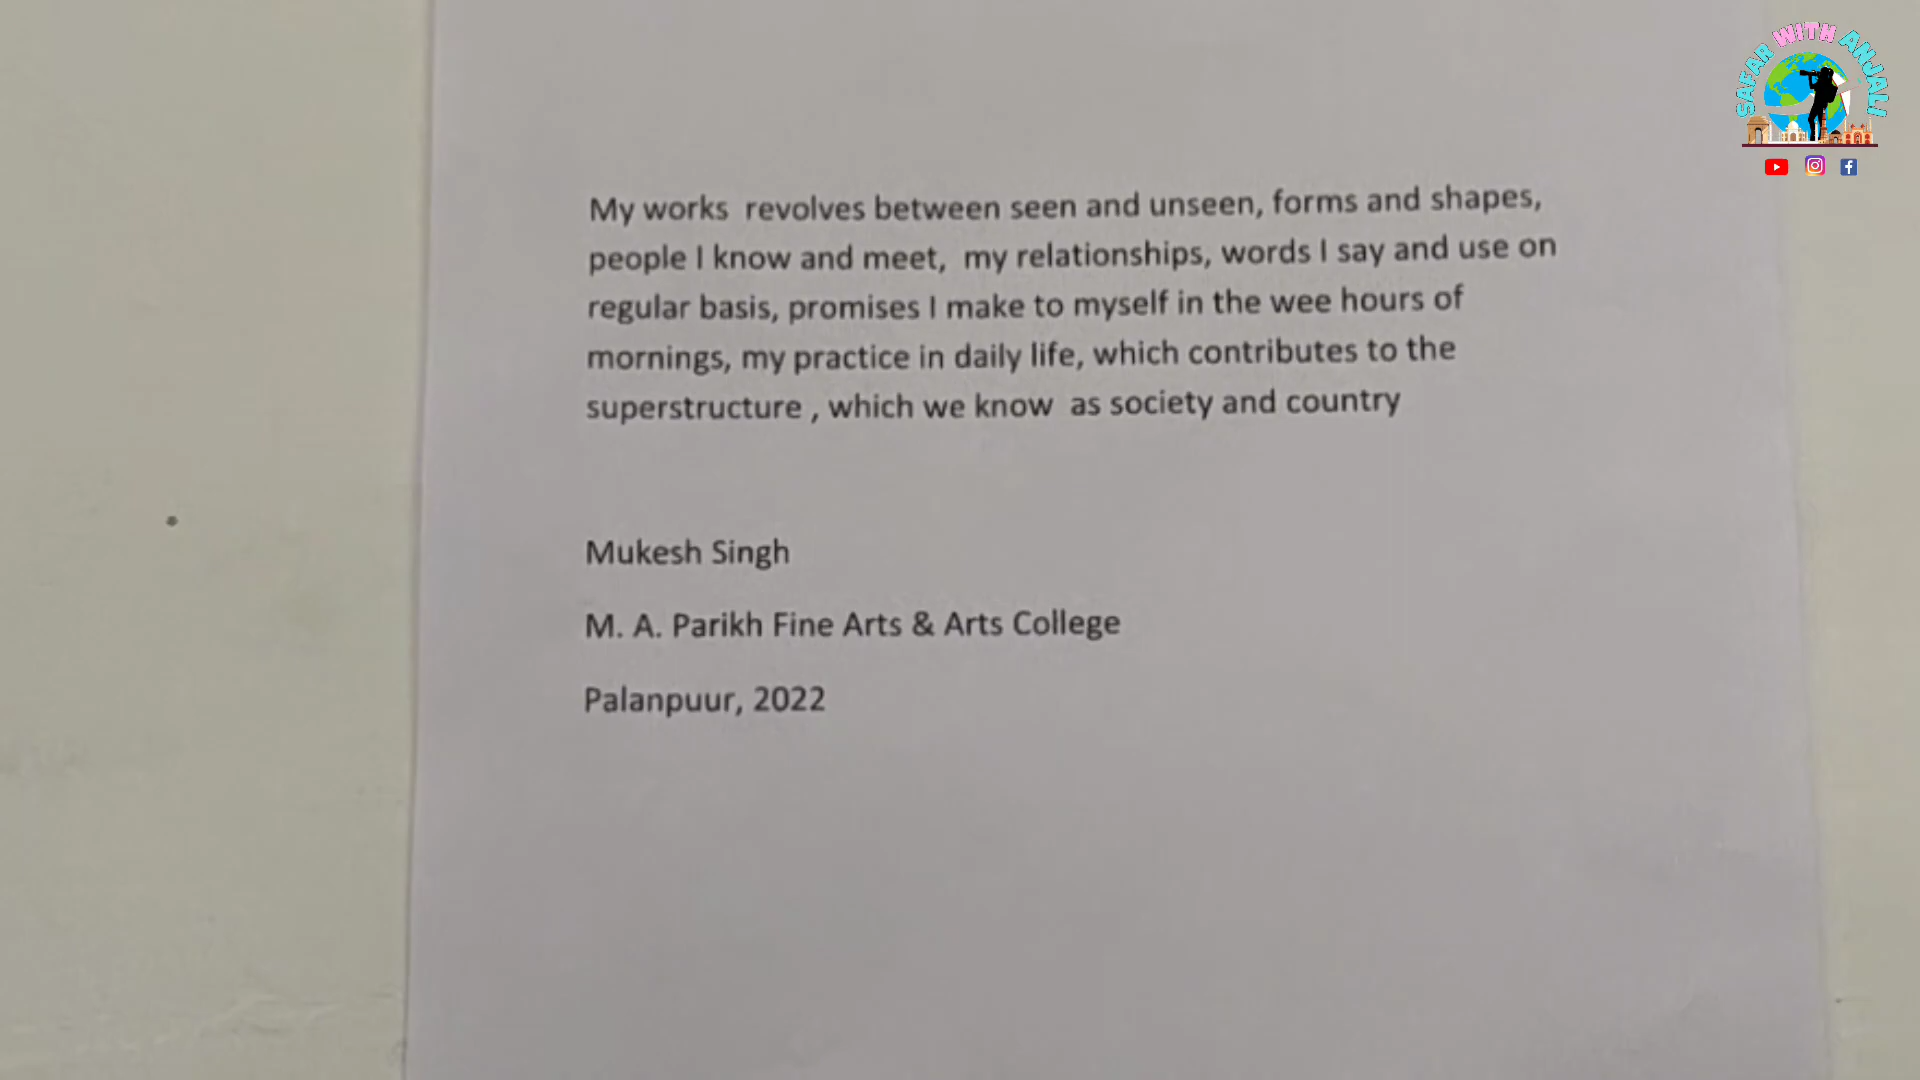 SAFAR WITH ANJALI
My works revolves between seen and unseen, forms and shapes,
people I know and meet, my relationships, words I say and use on
regular basis, promises I make to myself in the wee hours of
mornings, my practice in daily life, which contributes to the
superstructure , which we know as society and country
Mukesh Singh
M. A. Parikh Fine Arts & Arts College
Palanpuur, 2022